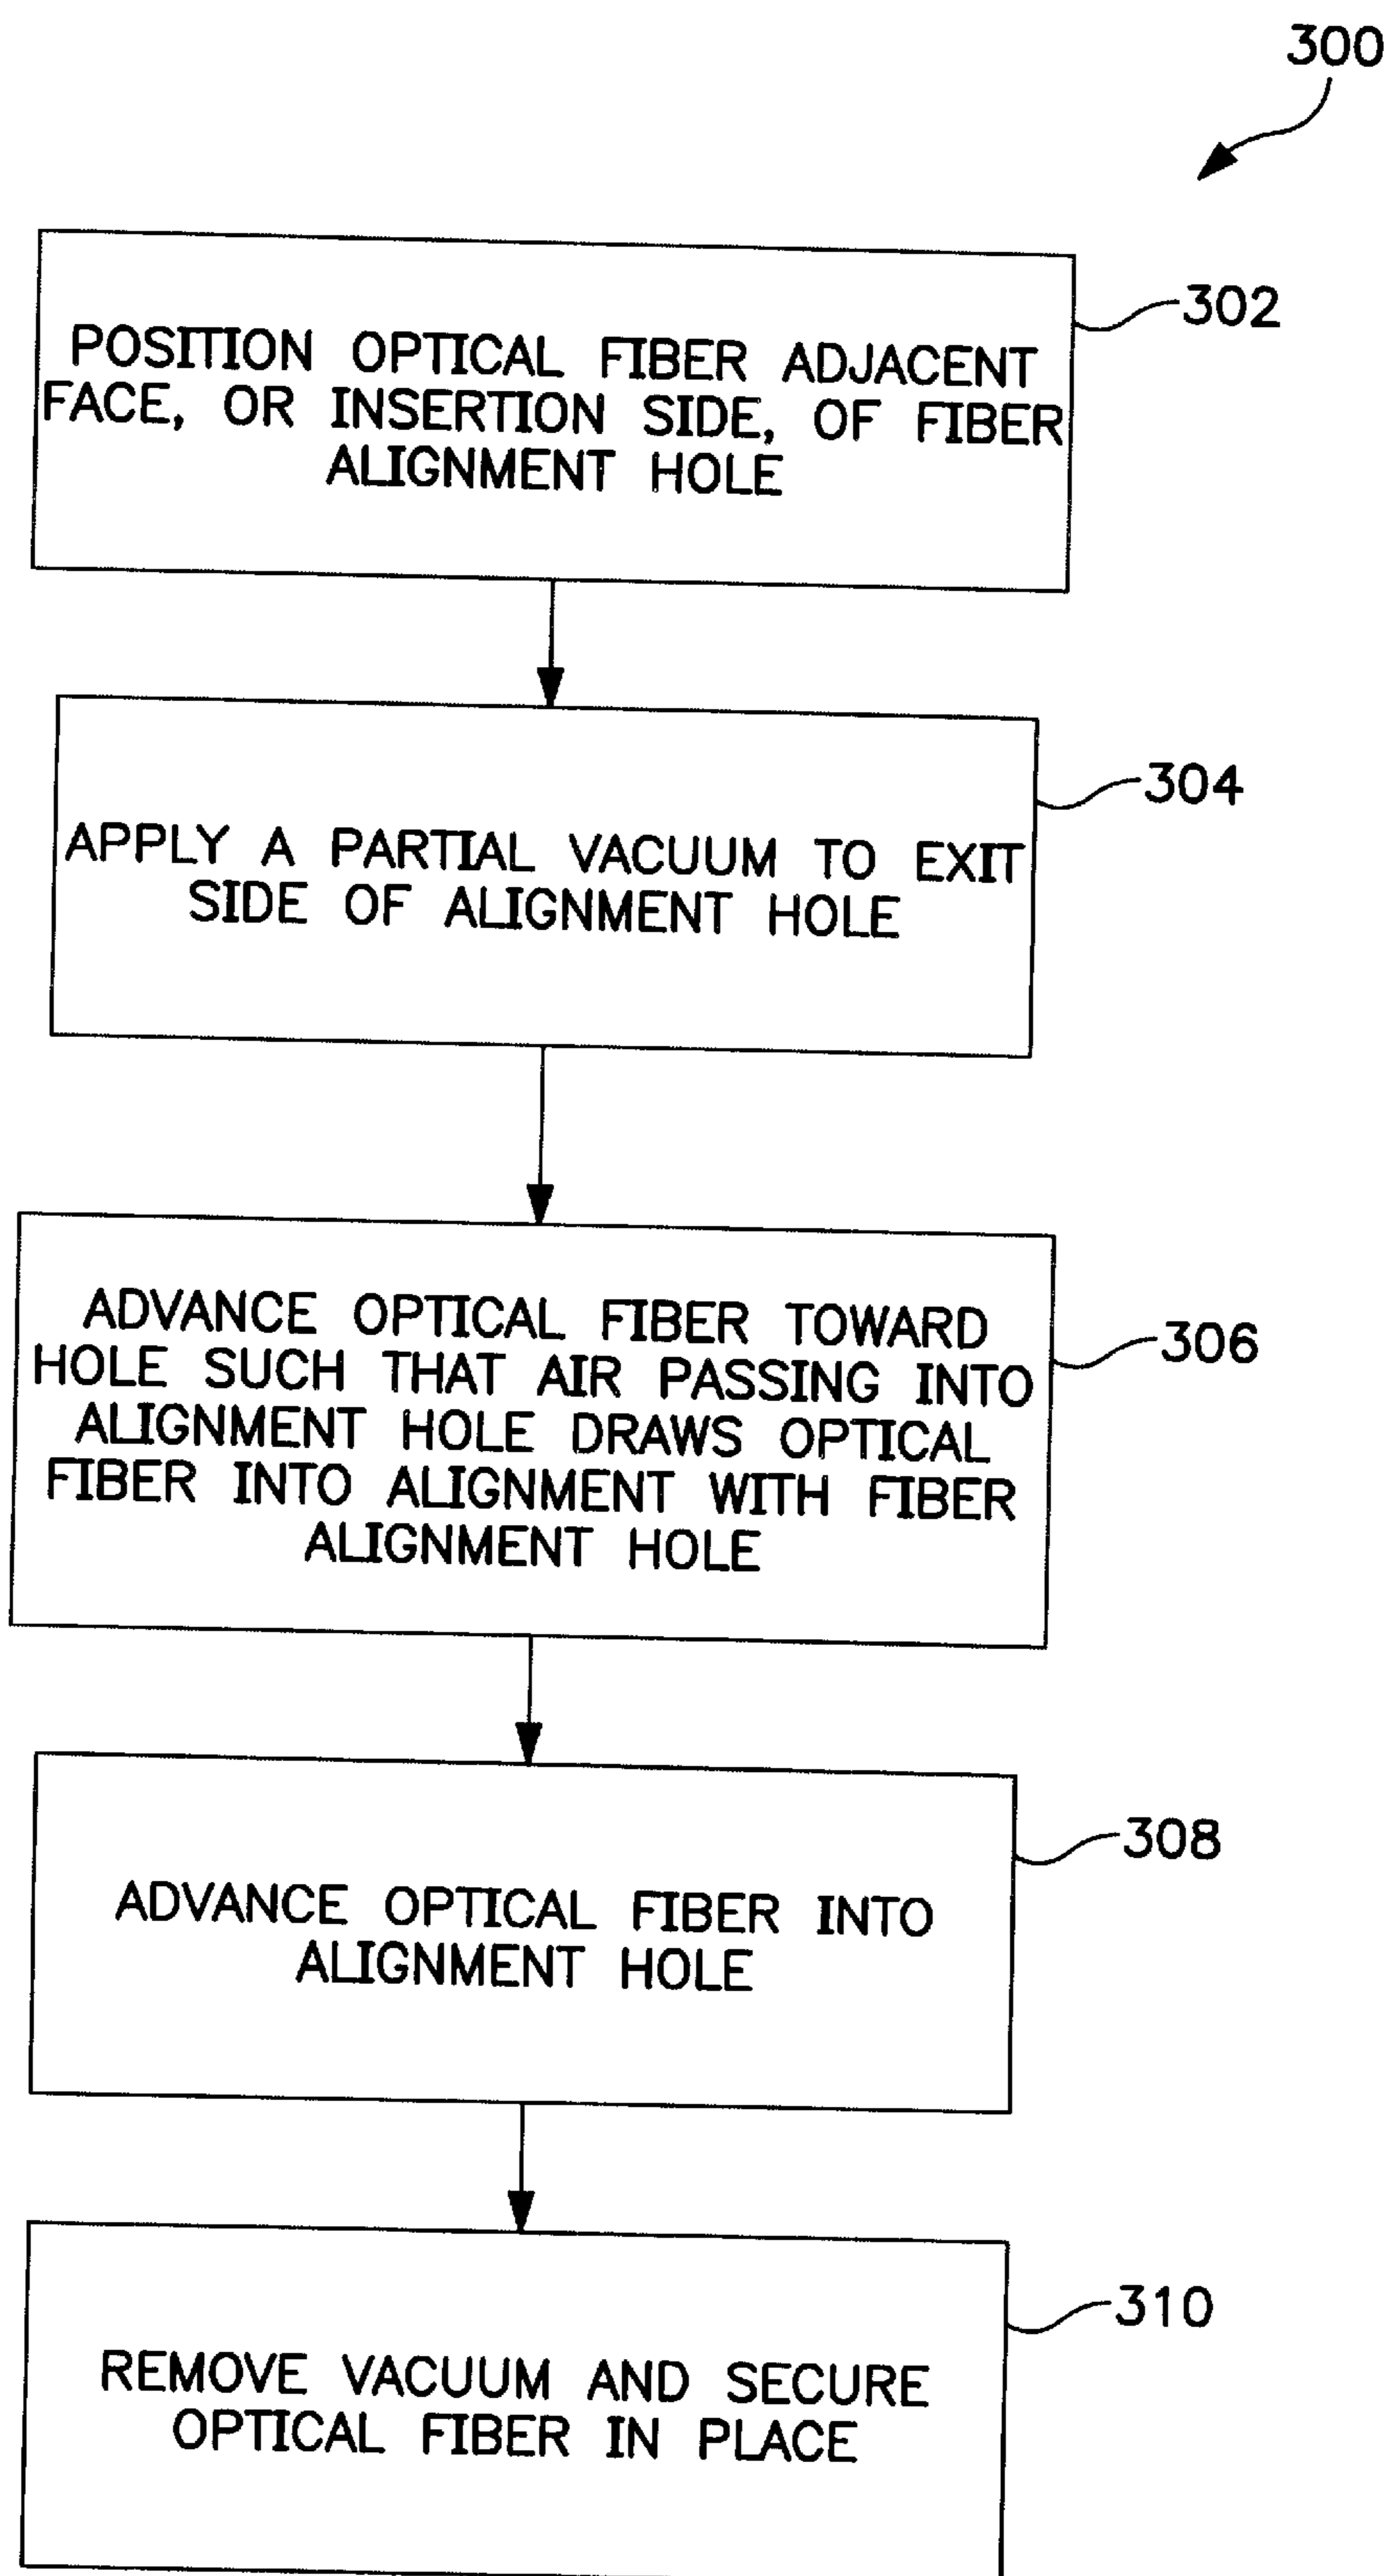 300
POSITION OPTICAL FIBER ADJACENT
FACE, OR INSERTION SIDE, OF FIBER
ALIGNMENT HOLE
302
APPLY A PARTIAL VACUUM TO EXIT
SIDE OF ALIGNMENT HOLE
304
ADVANCE OPTICAL FIBER TOWARD
HOLE SUCH THAT AIR PASSING INTO
ALIGNMENT HOLE DRAWS OPTICAL
FIBER INTO ALIGNMENT WITH FIBER
ALIGNMENT HOLE
306
ADVANCE OPTICAL FIBER INTO
ALIGNMENT HOLE
308
REMOVE VACUUM AND SECURE
OPTICAL FIBER IN PLACE
310